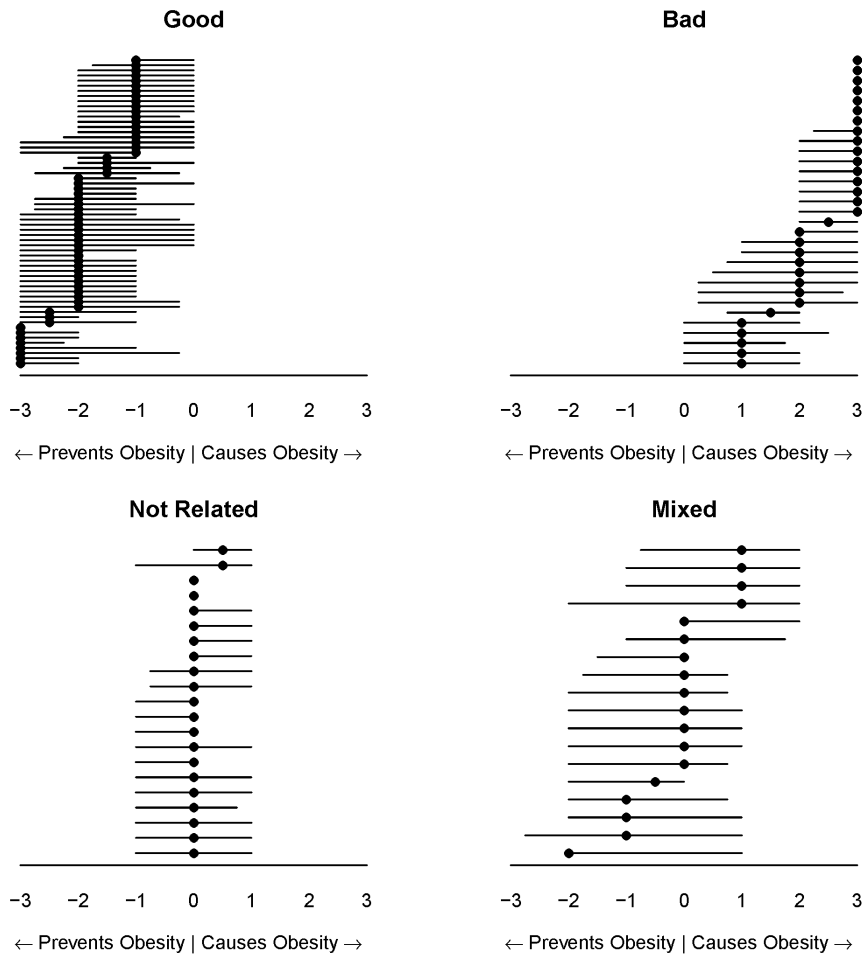 Good
Bad
−3 −2 −1 0 1 2 3
−3 −2 −1 0 1 2 3
← Prevents Obesity | Causes Obesity →
← Prevents Obesity | Causes Obesity →
Not Related
Mixed
−3 −2 −1 0 1 2 3
−3 −2 −1 0 1 2 3
← Prevents Obesity | Causes Obesity →
← Prevents Obesity | Causes Obesity →